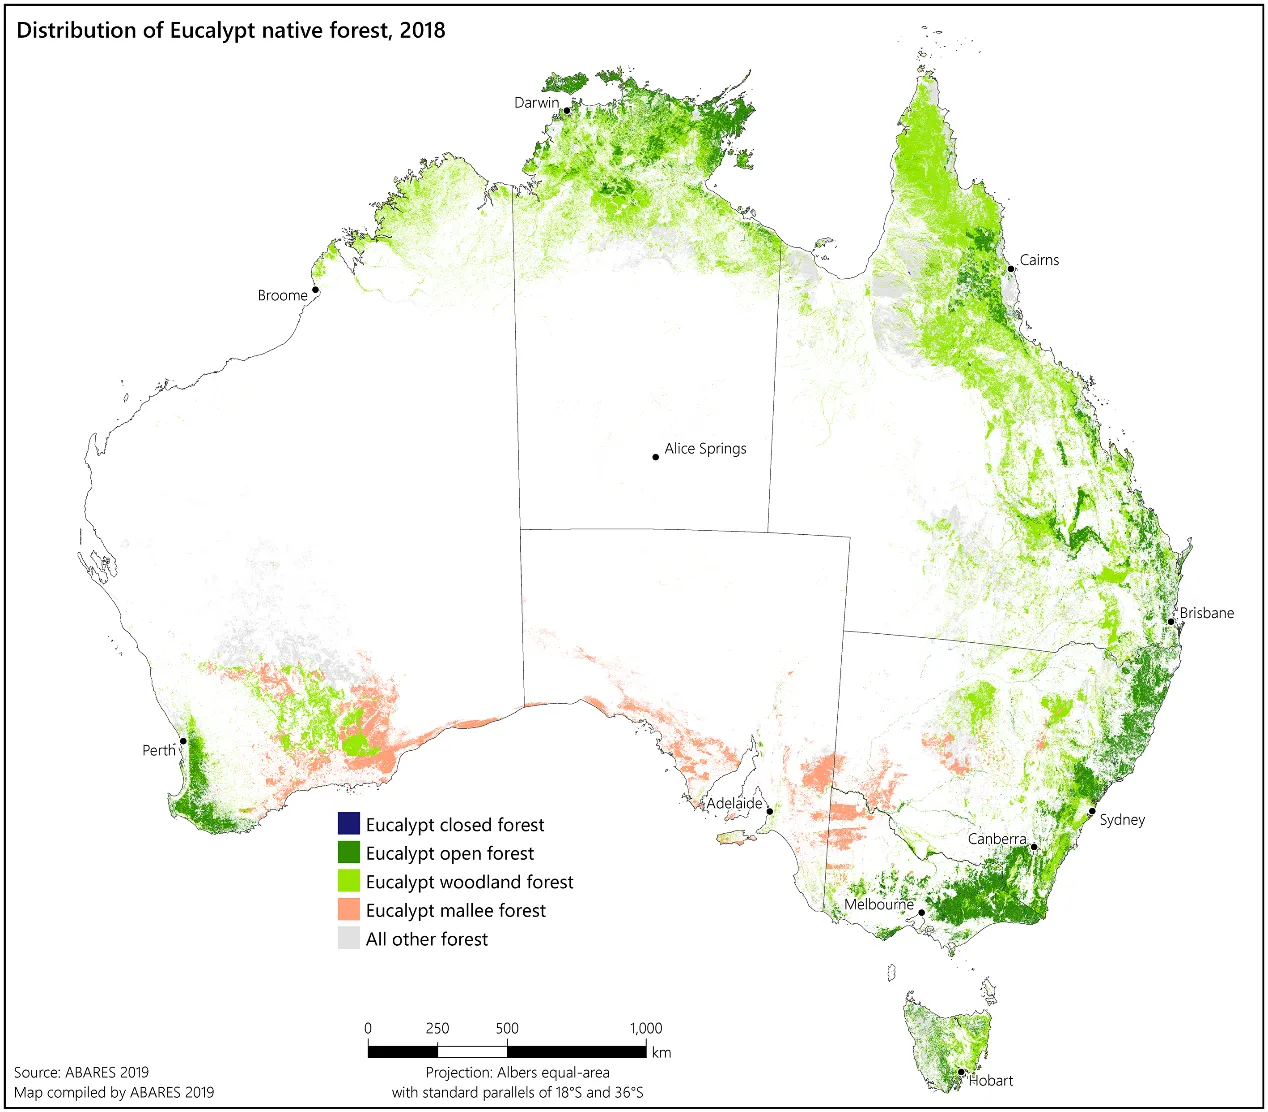 Distribution of Eucalypt native forest, 2018
Darwin
Cairns
Broome
Alice Springs
Brisbane
Perth
Adelaide
Sydney
Canberra
Melbourne
Hobart
Eucalypt closed forest
Eucalypt open forest
Eucalypt woodland forest
Eucalypt mallee forest
All other forest
0 250 500 1,000
km
Source: ABARES 2019
Map compiled by ABARES 2019
Projection: Albers equal-area
with standard parallels of 18°S and 36°S